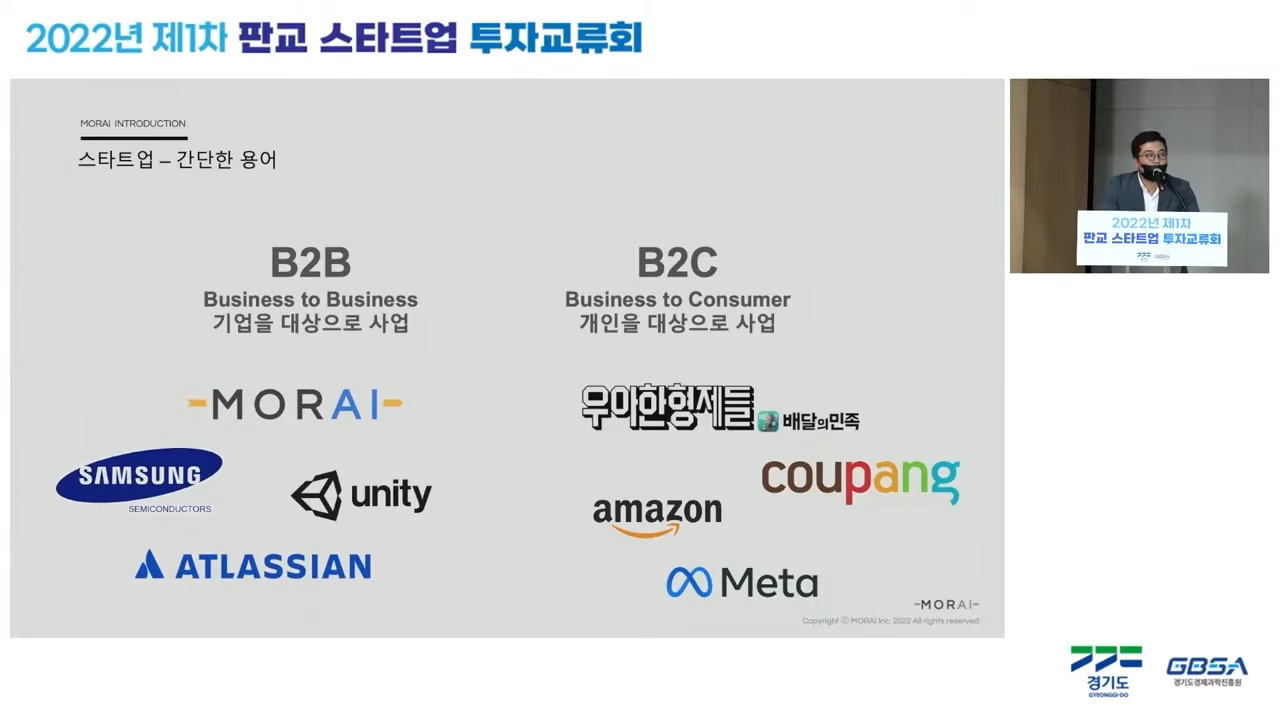 2022년 제1차 판교 스타트업 투자교류회
MORAI INTRODUCTION
스타트업 – 간단한 용어
B2B
Business to Business
기업을 대상으로 사업
MORAI
SAMSUNG
SEMICONDUCTORS
unity
ATLASSIAN
B2C
Business to Consumer
개인을 대상으로 사업
우아한형제들
배달의민족
coupang
amazon
Meta
MORAI
Copyright ⓒ MORAI Inc. 2022 All rights reserved.
2022년 제1차
판교 스타트업 투자교류회
GBSA
경기도
GYEONGGI-DO
GBSA
경기도경제과학진흥원